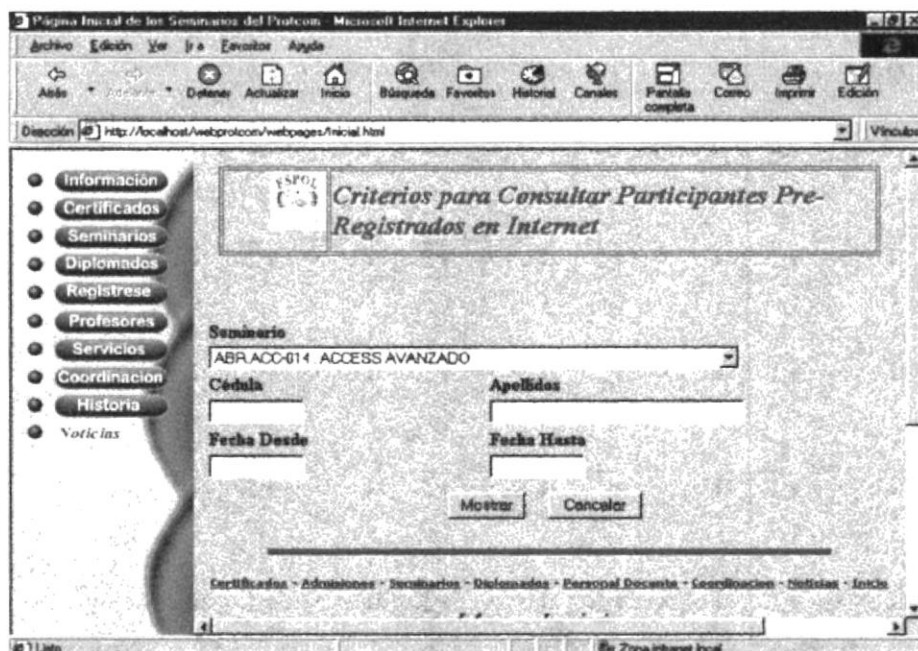 Página Inicial de los Seminarios del Protcom - Microsoft Internet Explorer
Archivo Edición Ver Ir a Favoritos Ayuda
Atrás Adelante Detener Actualizar Inicio Búsqueda Favoritos Historial Canales Pantalla completa Correo Imprimir Edición
Dirección http://localhost/webprotcom/webpages/Inicial.html Vínculos
Información
Certificados
Seminarios
Diplomados
Regístrese
Profesores
Servicios
Coordinación
Historia
Noticias
ESPOL
Criterios para Consultar Participantes Pre-
Registrados en Internet
Seminario
ABR.ACC-014 . ACCESS AVANZADO
Cédula Apellidos
Fecha Desde Fecha Hasta
Mostrar Cancelar
Certificados - Admisiones - Seminarios - Diplomados - Personal Docente - Coordinacion - Noticias - Inicio
Listo Zona intranet local